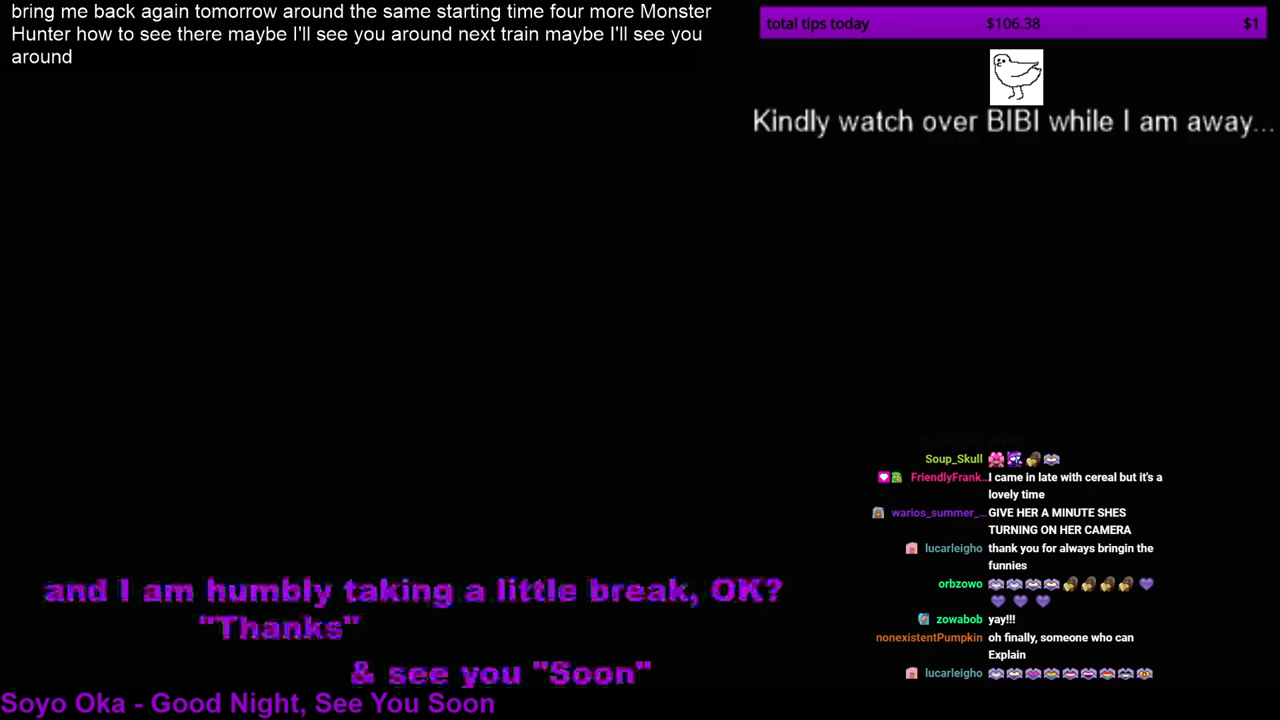 bring me back again tomorrow around the same starting time four more Monster
Hunter how to see there maybe I'll see you around next train maybe I'll see you
around
total tips today $106.38 $1
Kindly watch over BIBI while I am away...
Soup_Skull
FriendlyFrank... I came in late with cereal but it's a
lovely time
warios_summer_... GIVE HER A MINUTE SHES
TURNING ON HER CAMERA
lucarleigho thank you for always bringin the
funnies
orbzowo
zowabob yay!!!
nonexistentPumpkin oh finally, someone who can
Explain
lucarleigho
and I am humbly taking a little break, OK?
"Thanks"
& see you "Soon"
Soyo Oka - Good Night, See You Soon